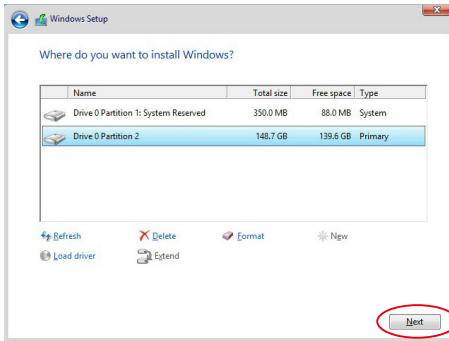 Windows Setup
Where do you want to install Windows?
Name Total size Free space Type
Drive 0 Partition 1: System Reserved 350.0 MB 88.0 MB System
Drive 0 Partition 2 148.7 GB 139.6 GB Primary
Refresh Delete Format New
Load driver Extend
Next